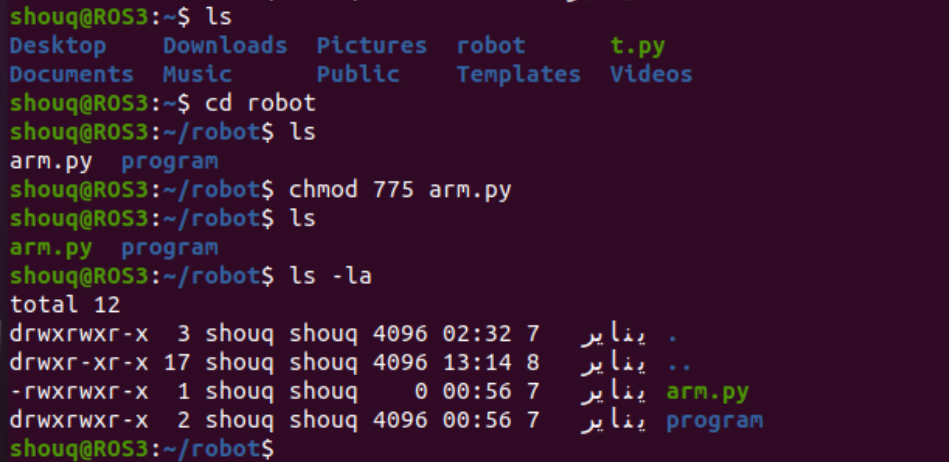 shouq@ROS3:~$ ls
Desktop Downloads Pictures robot t.py
Documents Music Public Templates Videos
shouq@ROS3:~$ cd robot
shouq@ROS3:~/robot$ ls
arm.py program
shouq@ROS3:~/robot$ chmod 775 arm.py
shouq@ROS3:~/robot$ ls
arm.py program
shouq@ROS3:~/robot$ ls -la
total 12
drwxrwxr-x 3 shouq shouq 4096 02:32 7 يناير .
drwxr-xr-x 17 shouq shouq 4096 13:14 8 يناير ..
-rwxrwxr-x 1 shouq shouq 0 00:56 7 يناير arm.py
drwxrwxr-x 2 shouq shouq 4096 00:56 7 يناير program
shouq@ROS3:~/robot$